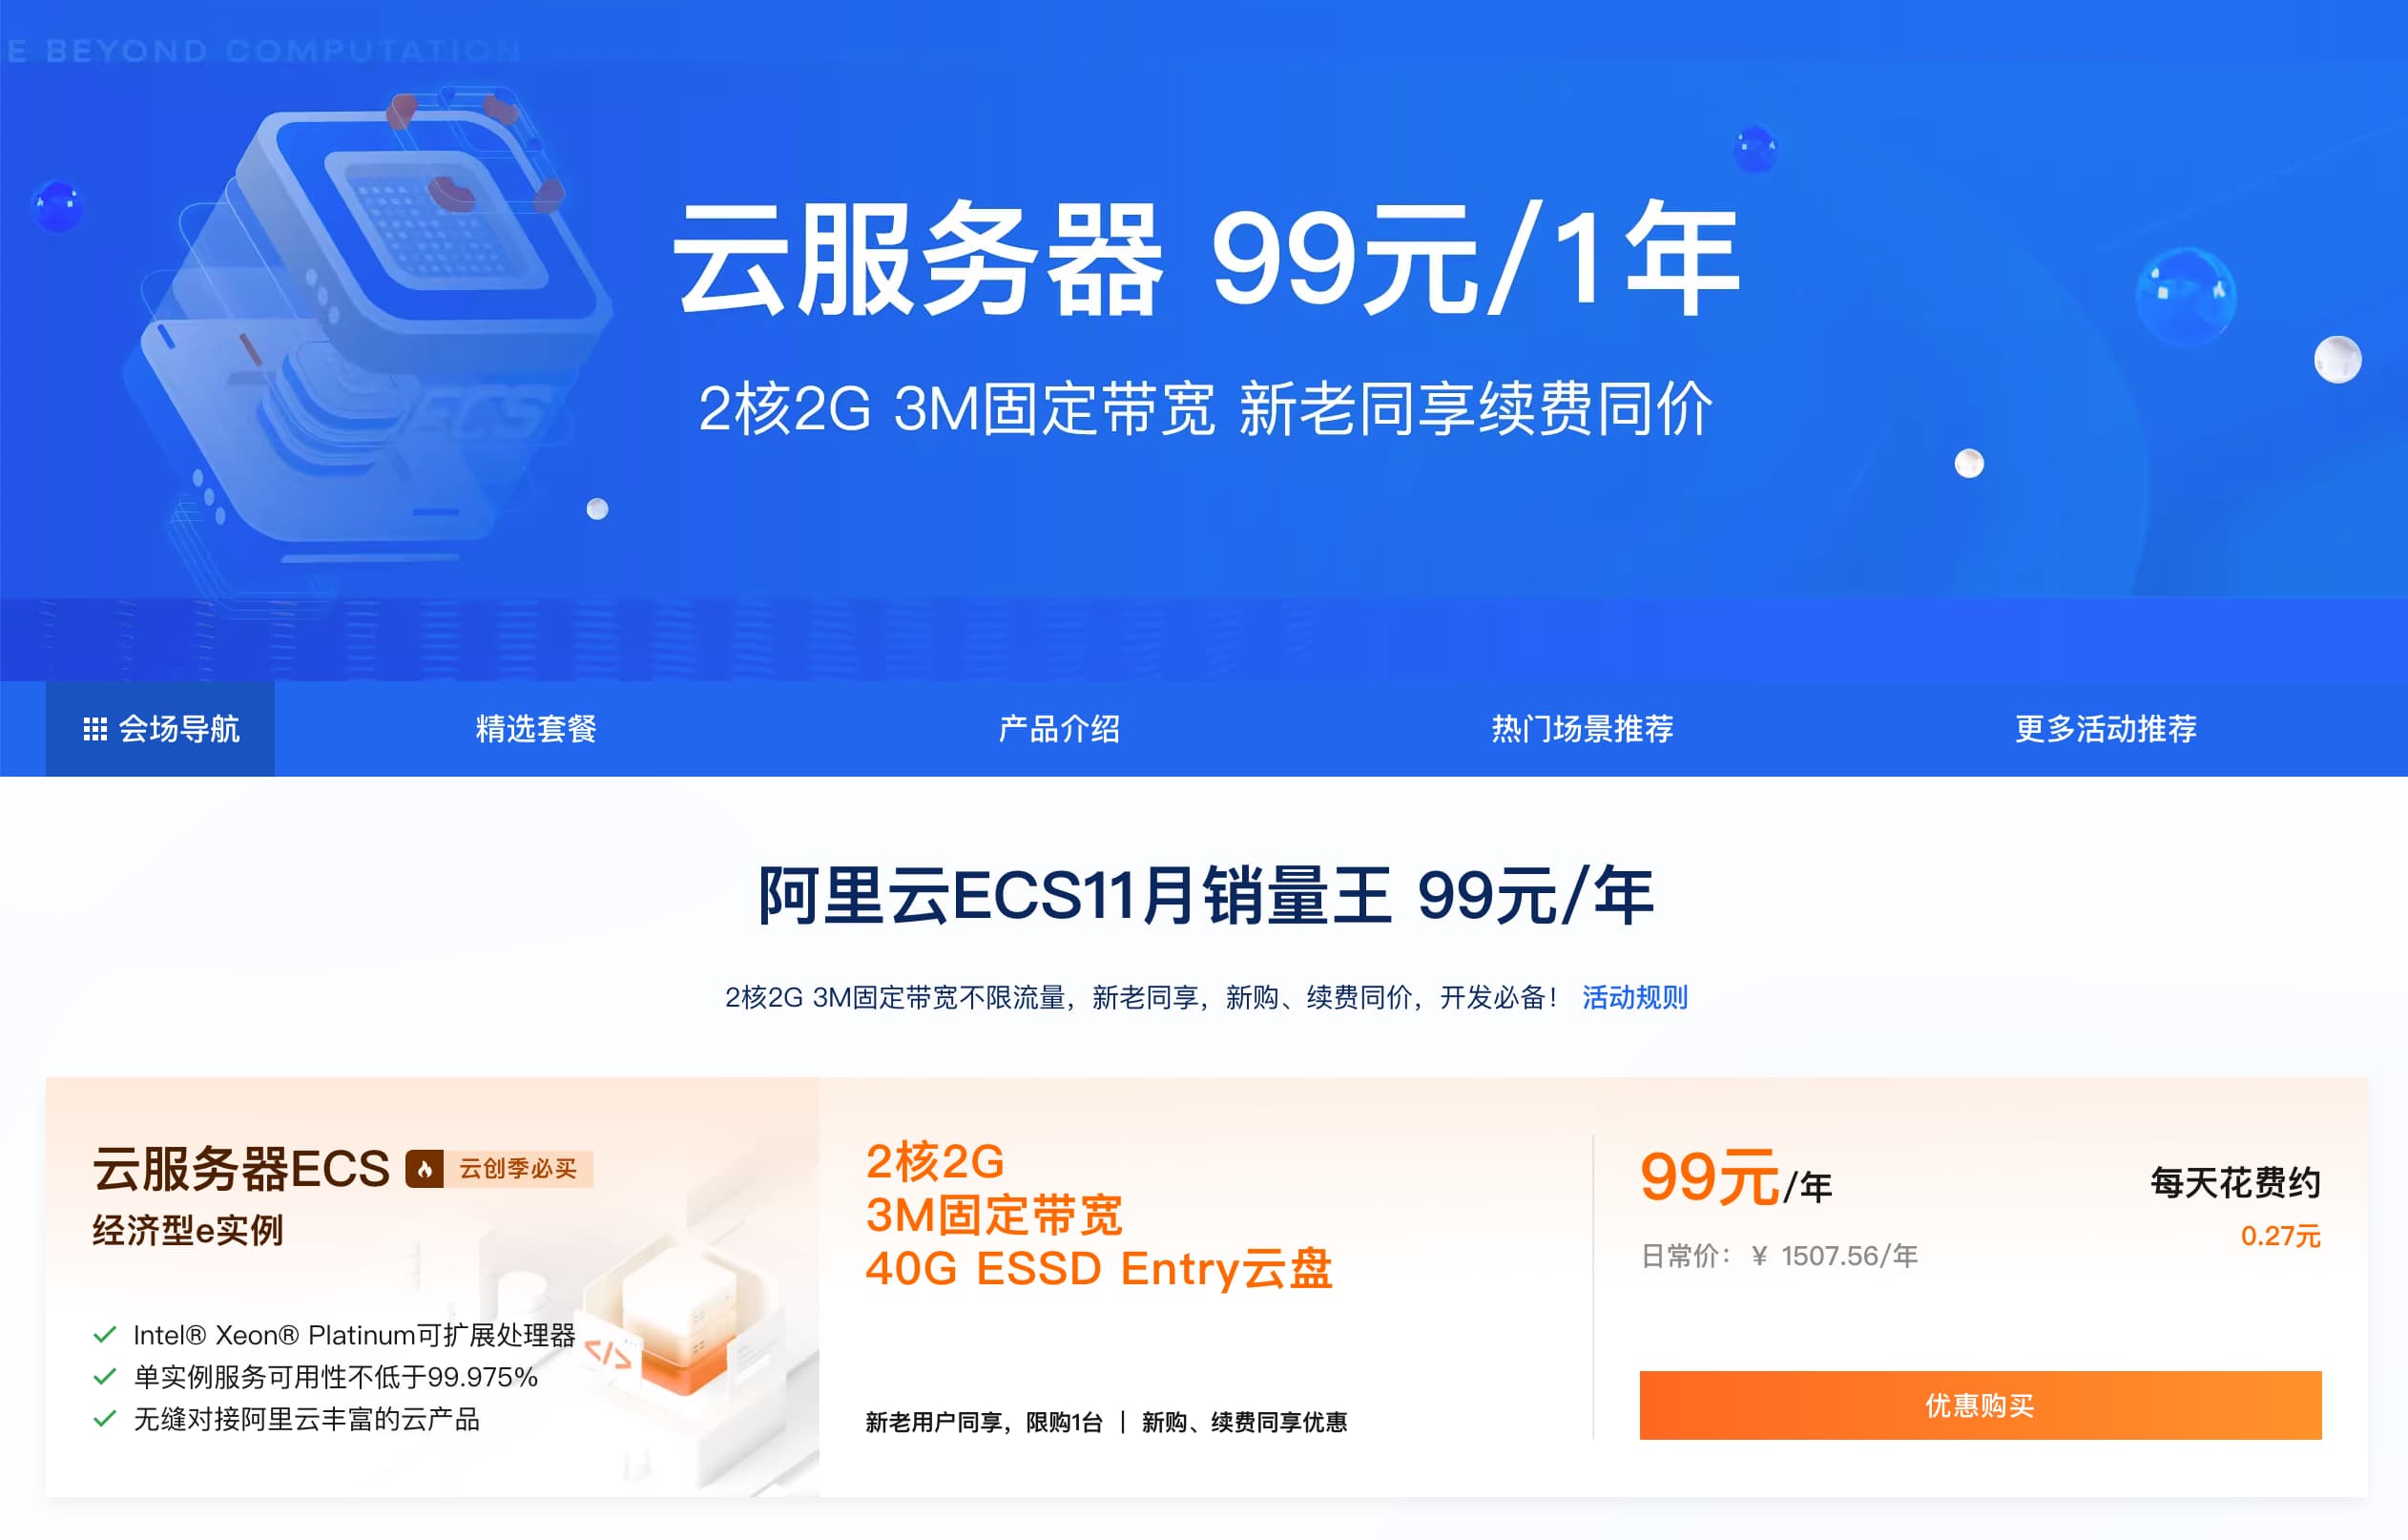 E BEYOND COMPUTATION
云服务器 99元/1年
2核2G 3M固定带宽 新老同享续费同价
ECS
会场导航 精选套餐 产品介绍 热门场景推荐 更多活动推荐
阿里云ECS11月销量王 99元/年
2核2G 3M固定带宽不限流量，新老同享，新购、续费同价，开发必备！ 活动规则
云服务器ECS 云创季必买
经济型e实例
Intel® Xeon® Platinum可扩展处理器
单实例服务可用性不低于99.975%
无缝对接阿里云丰富的云产品
</>
2核2G
3M固定带宽
40G ESSD Entry云盘
新老用户同享，限购1台 | 新购、续费同享优惠
99元/年
日常价：¥ 1507.56/年
每天花费约
0.27元
优惠购买